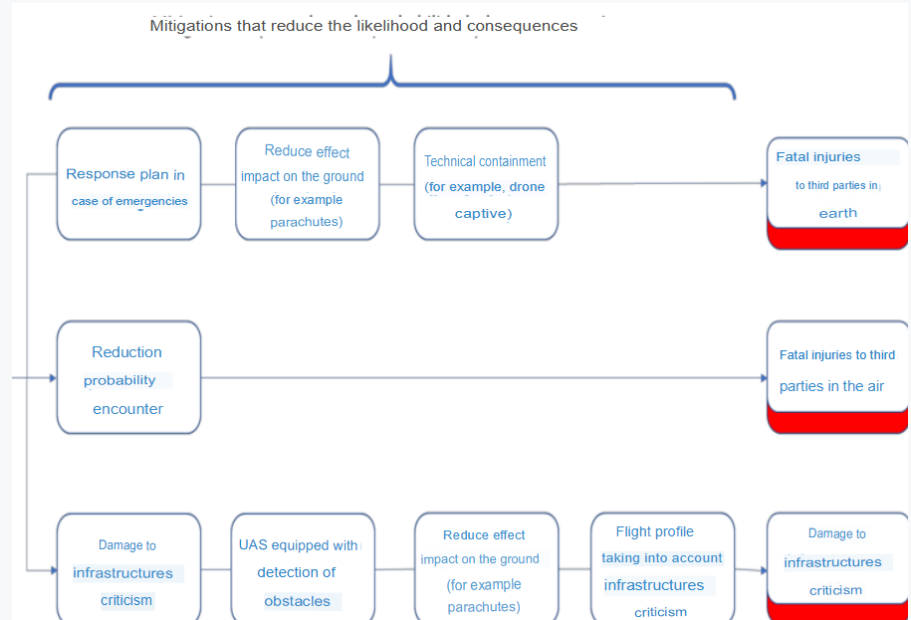 Mitigations that reduce the likelihood and consequences
Response plan in
case of emergencies
Reduce effect
impact on the ground
(for example
parachutes)
Technical containment
(for example, drone
captive)
Fatal injuries
to third parties in
earth
Reduction
probability
encounter
Fatal injuries to third
parties in the air
Damage to
infrastructures
criticism
UAS equipped with
detection of
obstacles
Reduce effect
impact on the ground
(for example
parachutes)
Flight profile
taking into account
infrastructures
criticism
Damage to
infrastructures
criticism